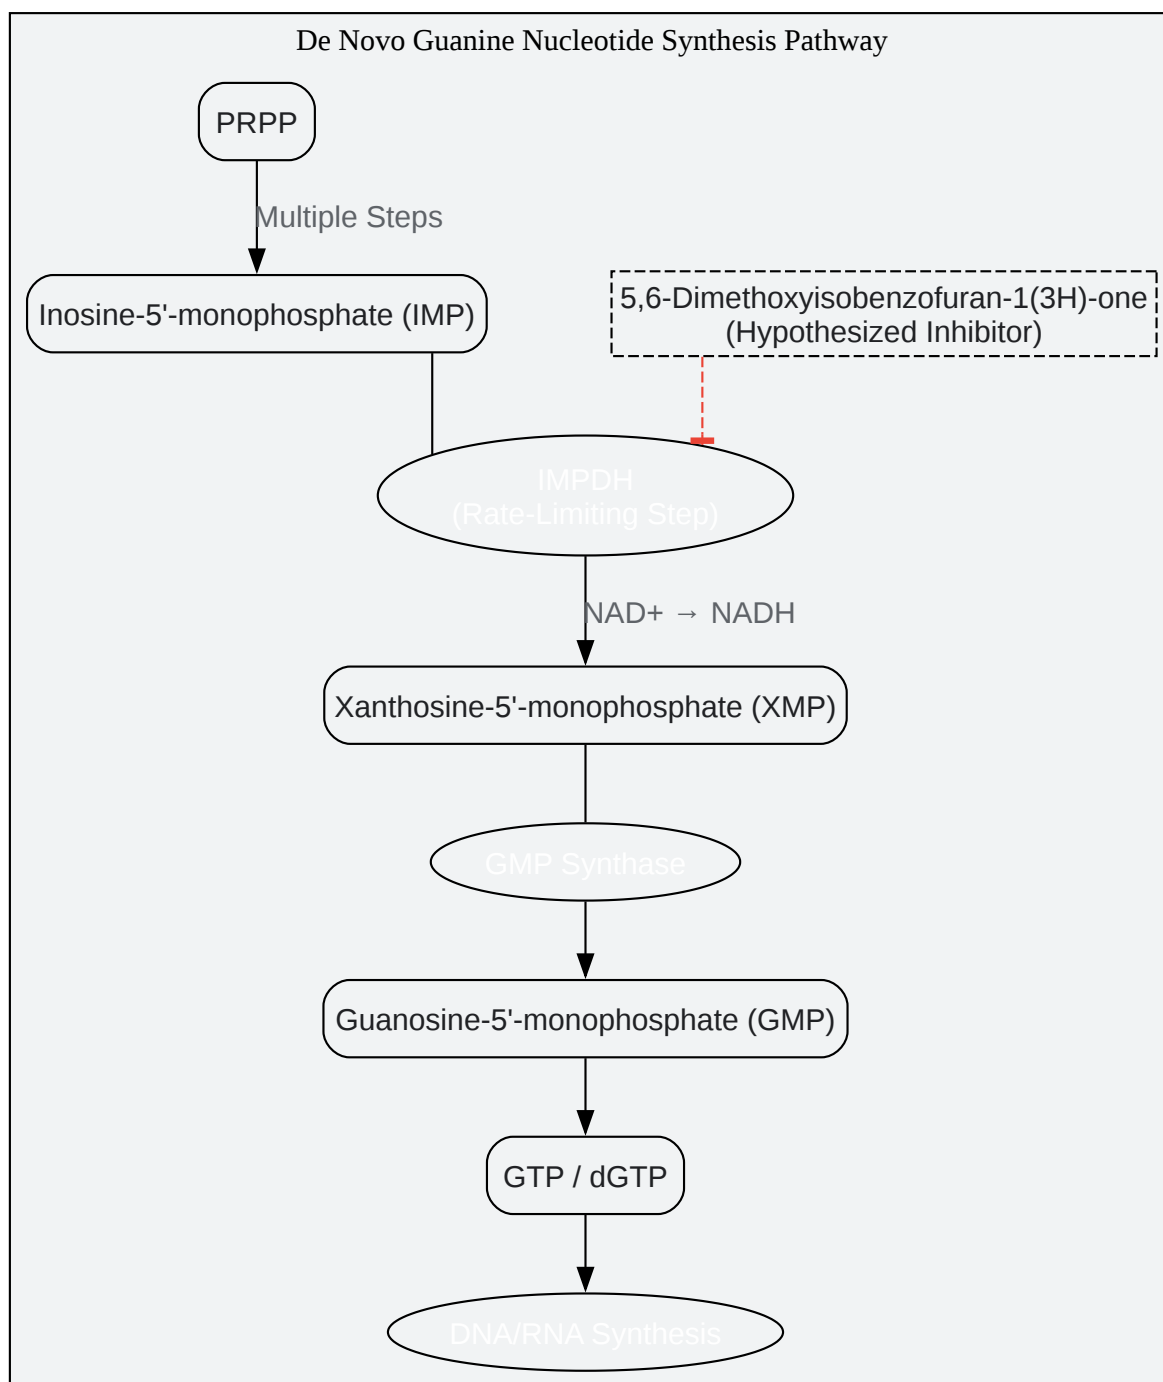 De Novo Guanine Nucleotide Synthesis Pathway
PRPP
Multiple Steps
Inosine-5'-monophosphate (IMP)
5,6-Dimethoxyisobenzofuran-1(3H)-one
(Hypothesized Inhibitor)
IMPDH
(Rate-Limiting Step)
NAD+ → NADH
Xanthosine-5'-monophosphate (XMP)
GMP Synthase
Guanosine-5'-monophosphate (GMP)
GTP / dGTP
DNA/RNA Synthesis